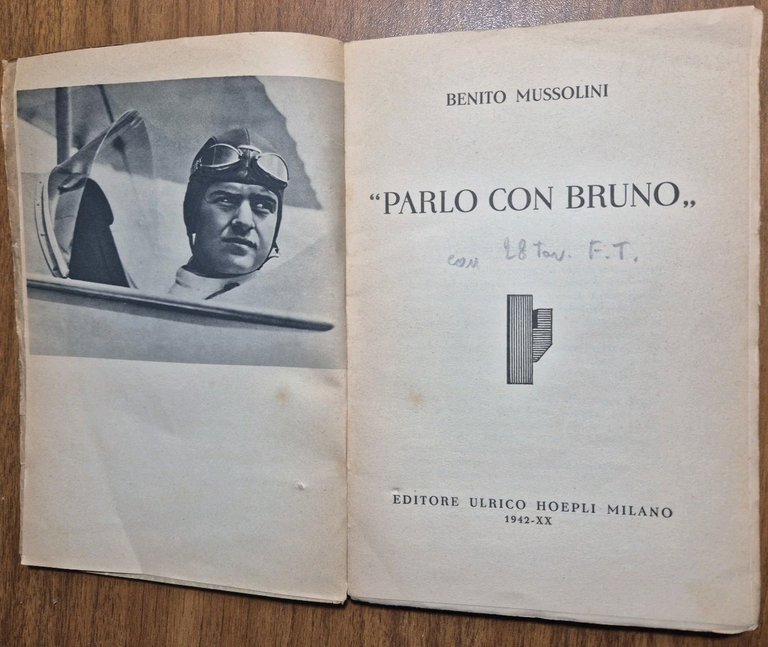 BENITO MUSSOLINI
“PARLO CON BRUNO„
con 28 tav. F.T.
EDITORE ULRICO HOEPLI MILANO
1942-XX